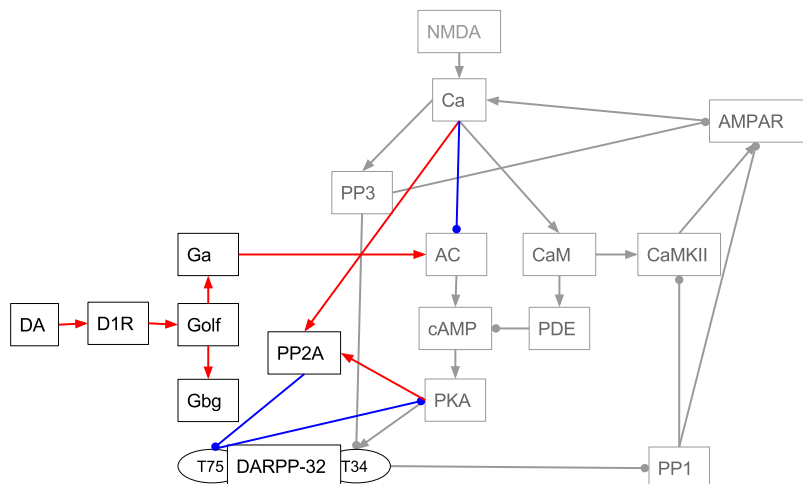 NMDA
Ca
AMPAR
PP3
Ga
AC
CaM
CaMKII
DA
D1R
Golf
cAMP
PDE
PP2A
Gbg
PKA
T75
DARPP-32
T34
PP1